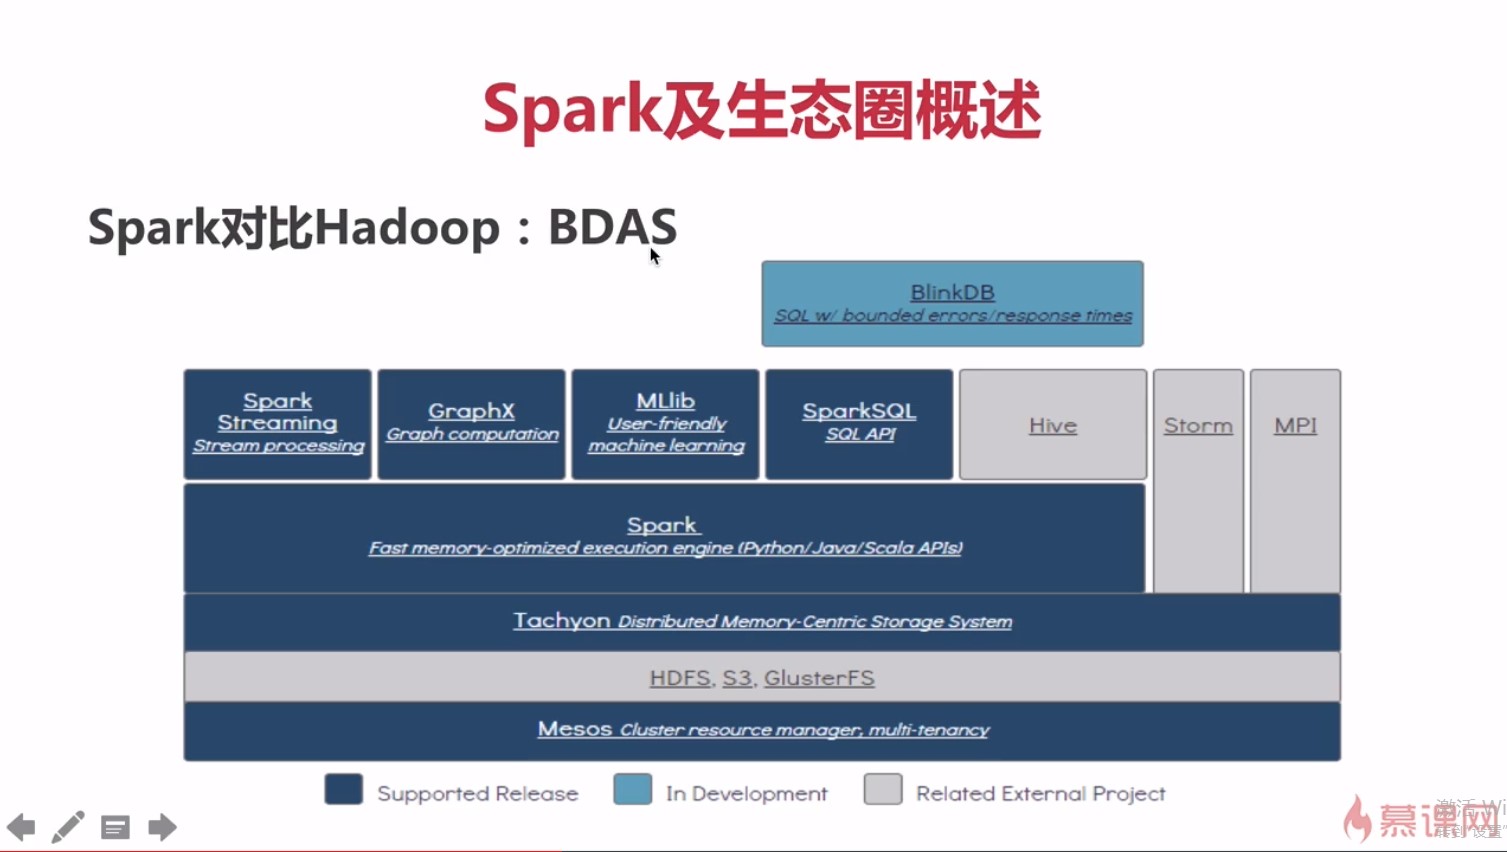 Spark及生态圈概述
Spark对比Hadoop：BDAS
BlinkDB
SQL w/ bounded errors/response times
Spark
Streaming
Stream processing
GraphX
Graph computation
MLlib
User-friendly
machine learning
SparkSQL
SQL API
Hive
Storm
MPI
Spark
Fast memory-optimized execution engine (Python/Java/Scala APIs)
Tachyon Distributed Memory-Centric Storage System
HDFS, S3, GlusterFS
Mesos Cluster resource manager, multi-tenancy
Supported Release
In Development
Related External Project
慕课网
激活 Wi
转到"设置"